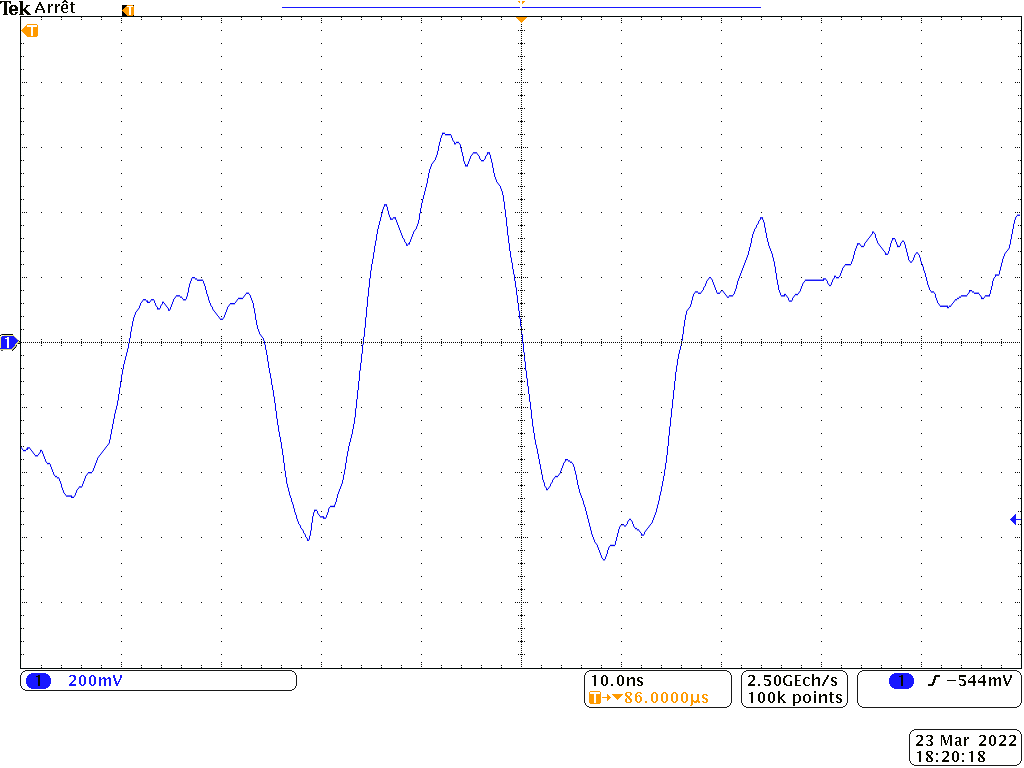 Tek Arrêt
T
T
1
1 200mV
10.0ns
T→▼86.0000µs
2.50GEch/s
100k points
1 ʃ −544mV
23 Mar 2022
18:20:18